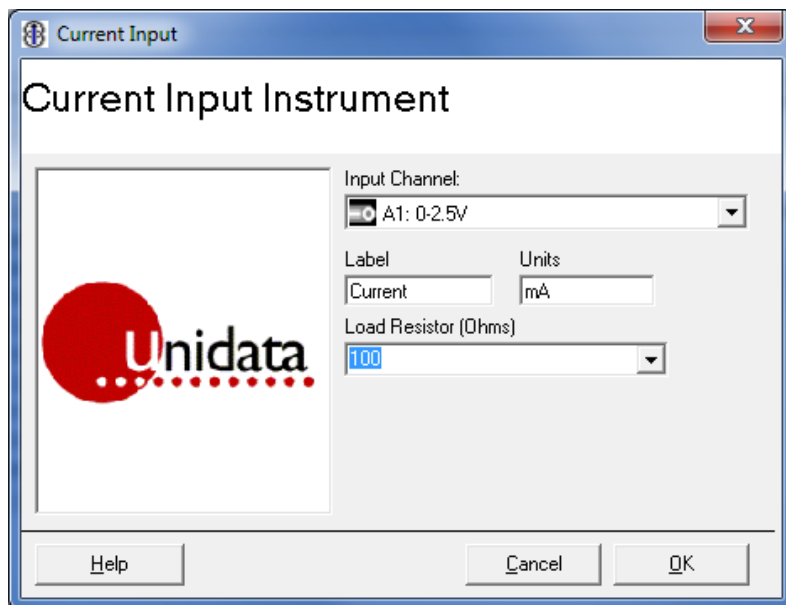 Current Input
Current Input Instrument
Unidata
Input Channel:
A1: 0-2.5V
Label
Units
Current
mA
Load Resistor (Ohms)
100
Help
Cancel
OK